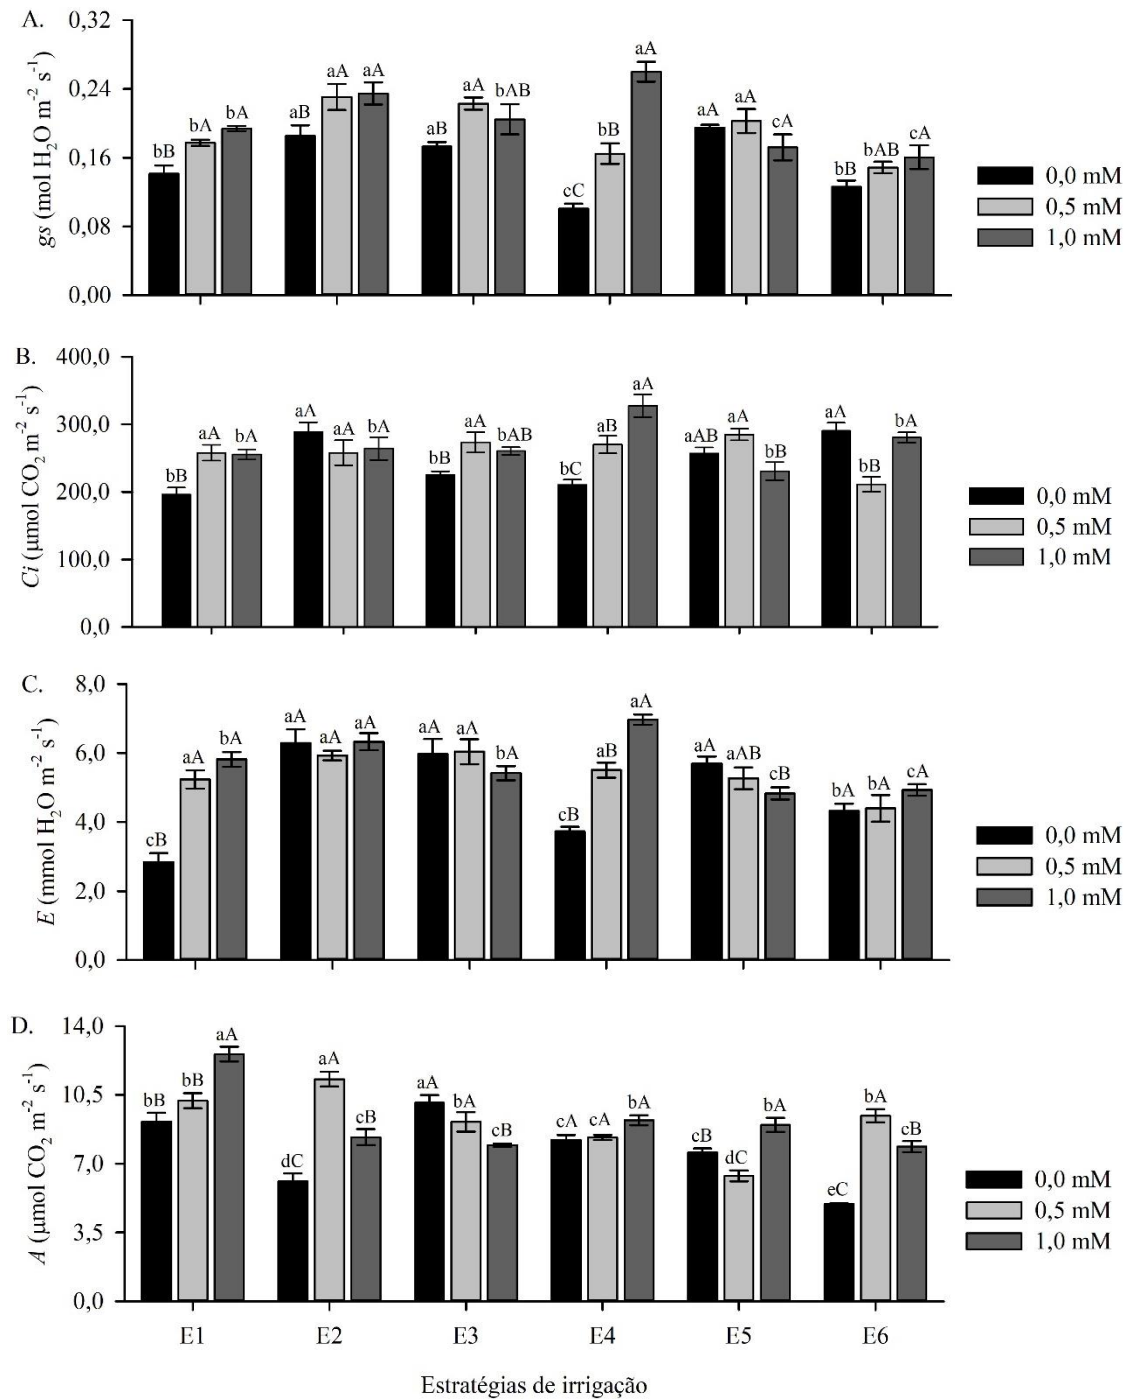 A.
gs (mol H₂O m⁻² s⁻¹)
0,32
0,24
0,16
0,08
0,00
bB bA bA aB aA aA aB aA bAB cC bB aA aA aA cA bB bAB cA
0,0 mM
0,5 mM
1,0 mM
B.
Ci (µmol CO₂ m⁻² s⁻¹)
400,0
300,0
200,0
100,0
0,0
bB aA bA aA aA bA bB aA bAB bC aB aA aAB aA bB aA bB bA
0,0 mM
0,5 mM
1,0 mM
C.
E (mmol H₂O m⁻² s⁻¹)
8,0
6,0
4,0
2,0
0,0
cB aA bA aA aA aA aA aA bA cB aB aA aA aAB cB bA bA cA
0,0 mM
0,5 mM
1,0 mM
D.
A (µmol CO₂ m⁻² s⁻¹)
14,0
10,5
7,0
3,5
0,0
bB bB aA dC aA cB aA bA cB cA cA bA cB dC bA eC bA cB
0,0 mM
0,5 mM
1,0 mM
E1 E2 E3 E4 E5 E6
Estratégias de irrigação